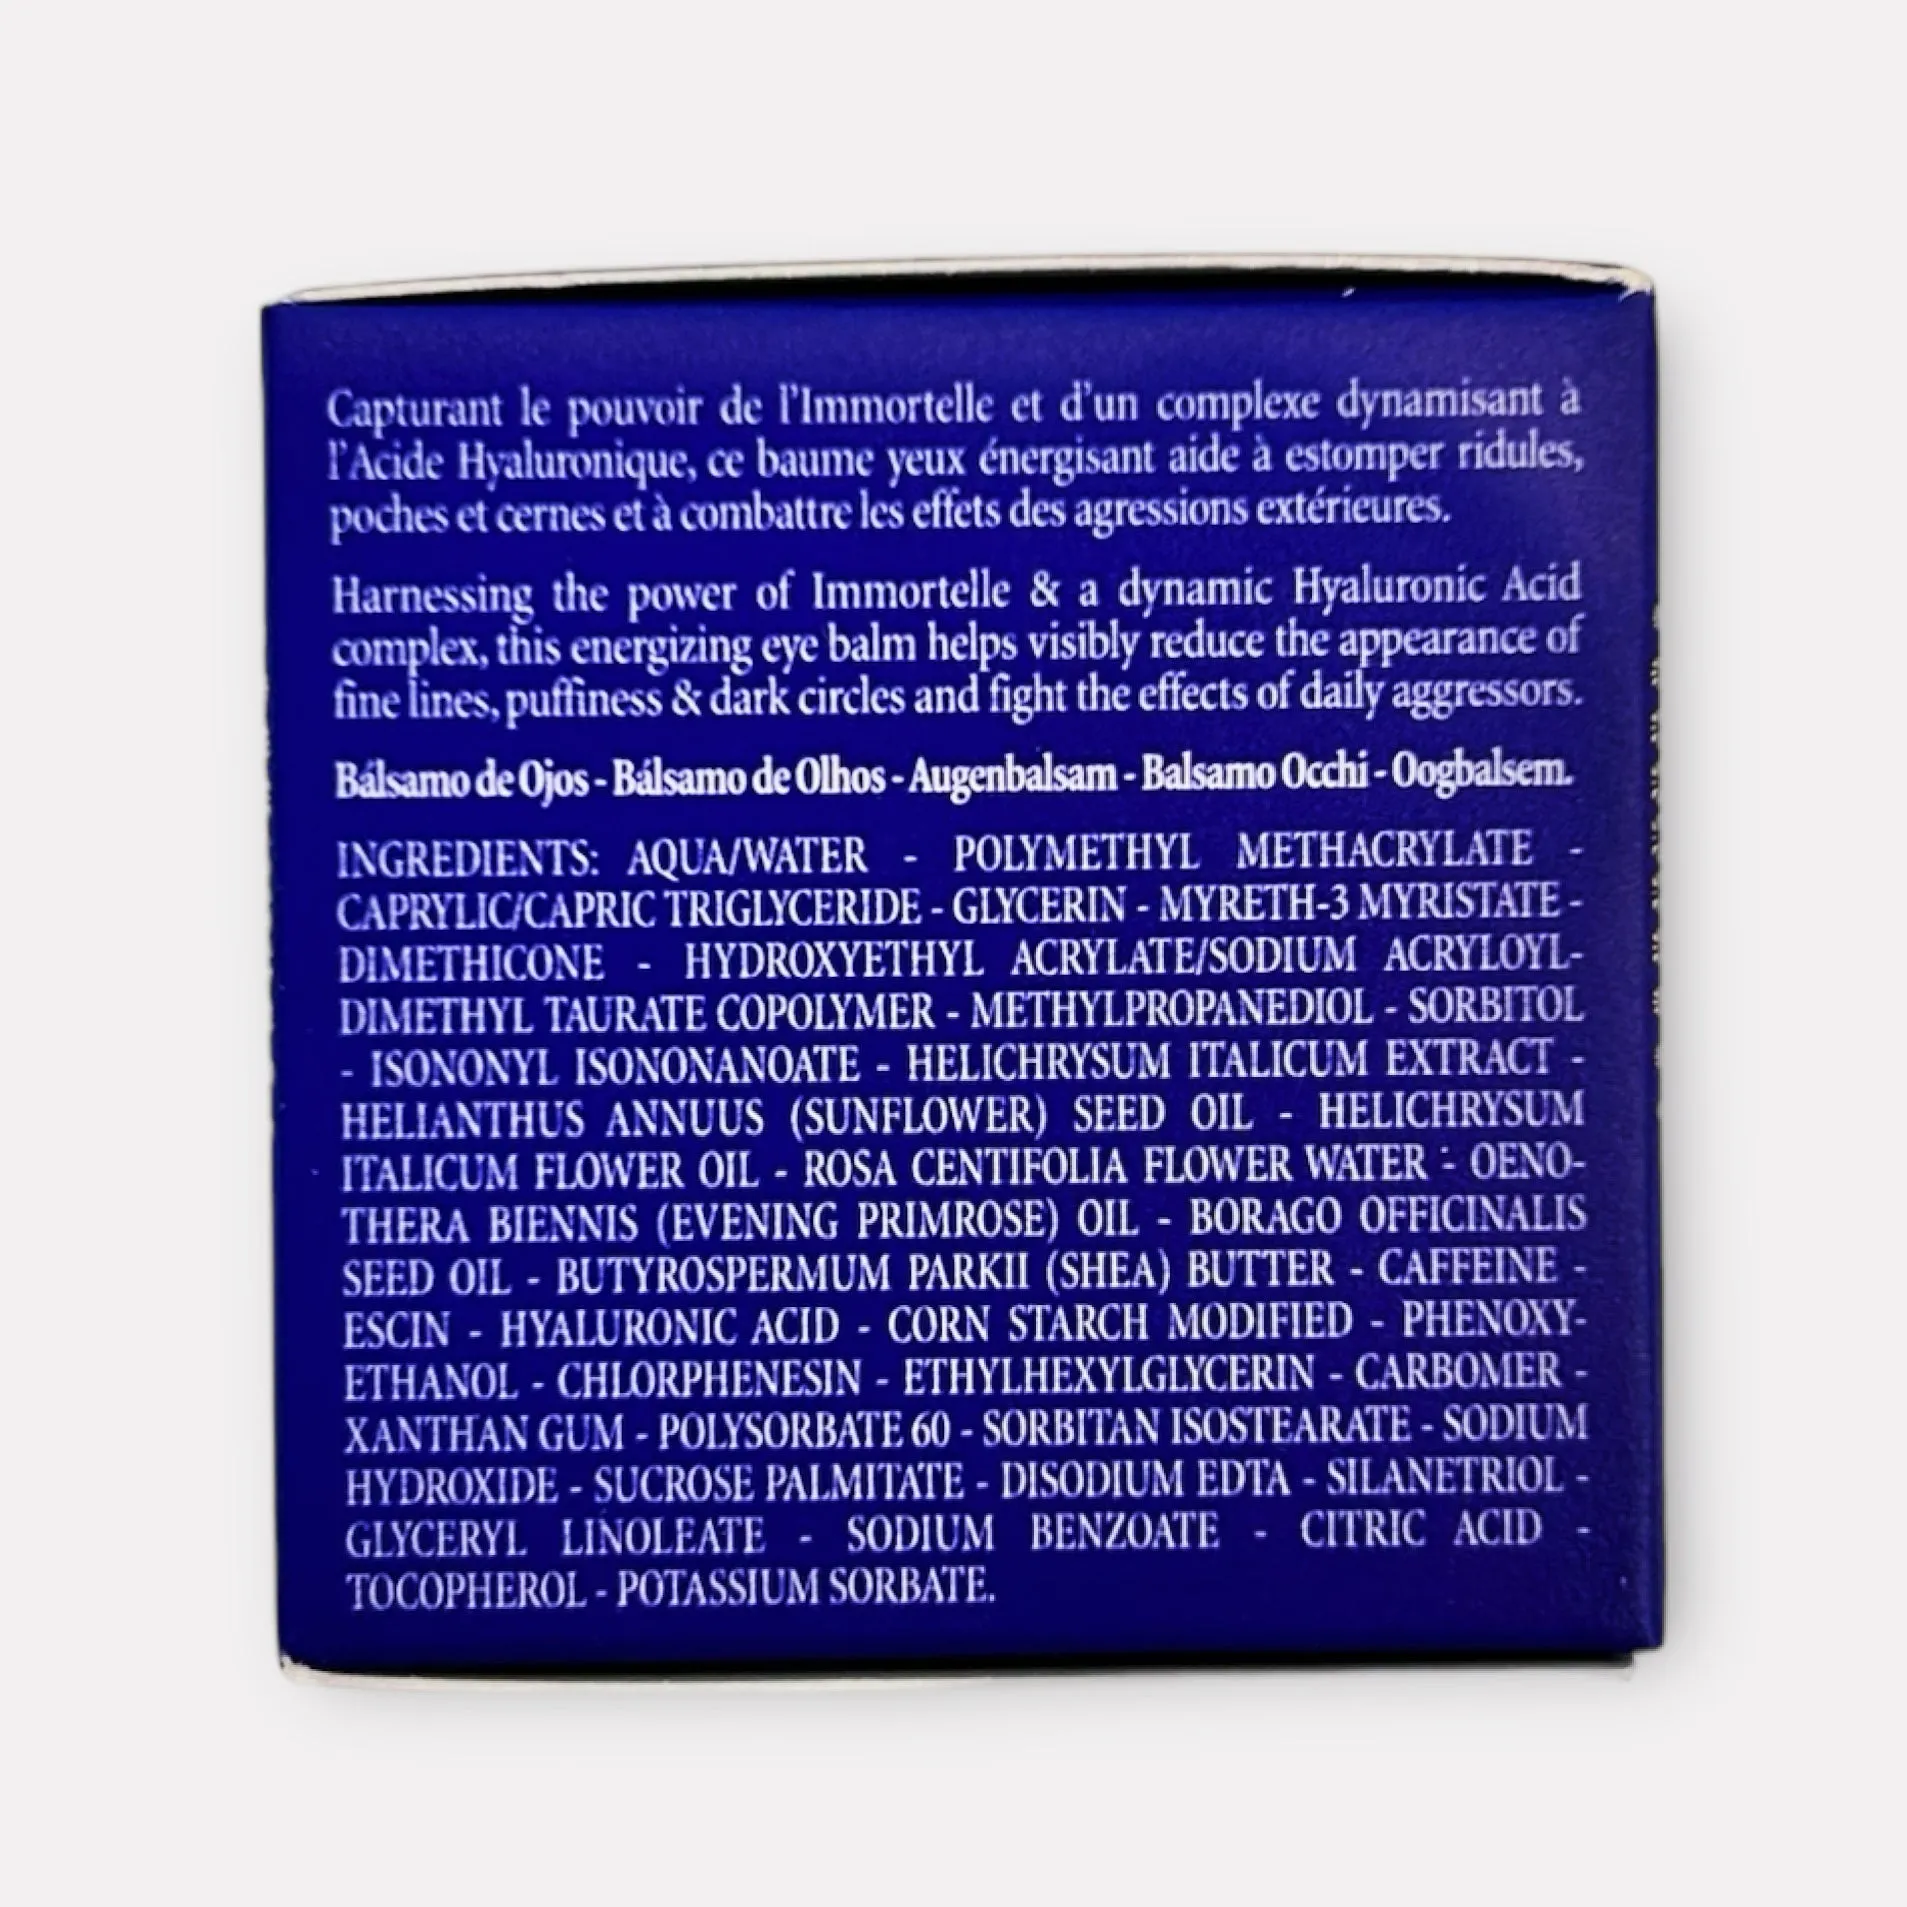 Capturant le pouvoir de l'Immortelle et d'un complexe dynamisant à
l'Acide Hyaluronique, ce baume yeux énergisant aide à estomper ridules,
poches et cernes et à combattre les effets des agressions extérieures.
Harnessing the power of Immortelle & a dynamic Hyaluronic Acid
complex, this energizing eye balm helps visibly reduce the appearance of
fine lines, puffiness & dark circles and fight the effects of daily aggressors.
Bálsamo de Ojos - Bálsamo de Olhos - Augenbalsam - Balsamo Occhi - Oogbalsem.
INGREDIENTS: AQUA/WATER - POLYMETHYL METHACRYLATE -
CAPRYLIC/CAPRIC TRIGLYCERIDE - GLYCERIN - MYRETH-3 MYRISTATE -
DIMETHICONE - HYDROXYETHYL ACRYLATE/SODIUM ACRYLOYL-
DIMETHYL TAURATE COPOLYMER - METHYLPROPANEDIOL - SORBITOL
- ISONONYL ISONONANOATE - HELICHRYSUM ITALICUM EXTRACT -
HELIANTHUS ANNUUS (SUNFLOWER) SEED OIL - HELICHRYSUM
ITALICUM FLOWER OIL - ROSA CENTIFOLIA FLOWER WATER - OENO-
THERA BIENNIS (EVENING PRIMROSE) OIL - BORAGO OFFICINALIS
SEED OIL - BUTYROSPERMUM PARKII (SHEA) BUTTER - CAFFEINE -
ESCIN - HYALURONIC ACID - CORN STARCH MODIFIED - PHENOXY-
ETHANOL - CHLORPHENESIN - ETHYLHEXYLGLYCERIN - CARBOMER -
XANTHAN GUM - POLYSORBATE 60 - SORBITAN ISOSTEARATE - SODIUM
HYDROXIDE - SUCROSE PALMITATE - DISODIUM EDTA - SILANETRIOL -
GLYCERYL LINOLEATE - SODIUM BENZOATE - CITRIC ACID -
TOCOPHEROL - POTASSIUM SORBATE.